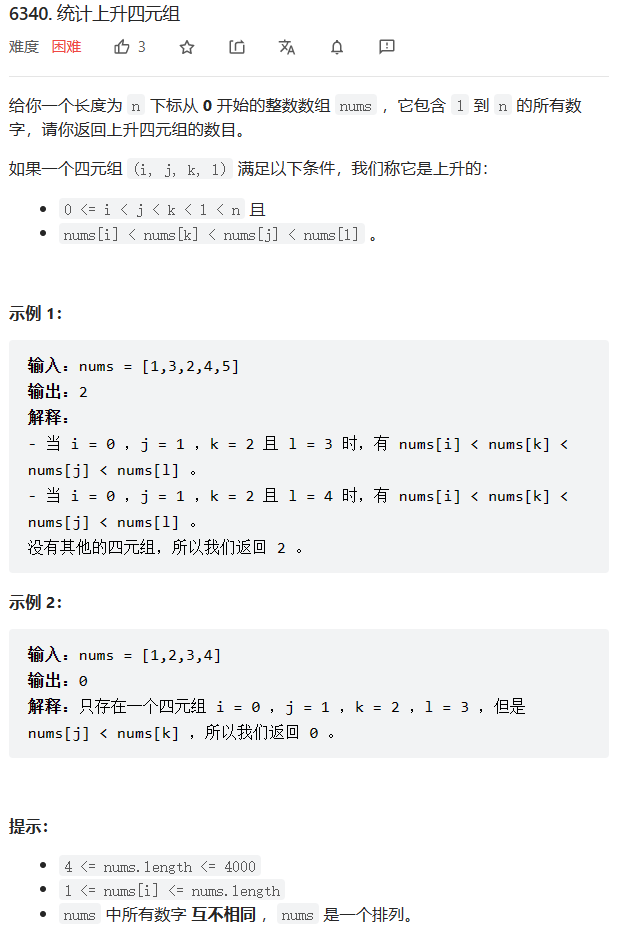 6340. 统计上升四元组
难度 困难 3
给你一个长度为 n 下标从 0 开始的整数数组 nums ，它包含 1 到 n 的所有数
字，请你返回上升四元组的数目。
如果一个四元组 (i, j, k, l) 满足以下条件，我们称它是上升的：
• 0 <= i < j < k < l < n 且
• nums[i] < nums[k] < nums[j] < nums[l] 。
示例 1：
输入：nums = [1,3,2,4,5]
输出：2
解释：
- 当 i = 0 ，j = 1 ，k = 2 且 l = 3 时，有 nums[i] < nums[k] <
nums[j] < nums[l] 。
- 当 i = 0 ，j = 1 ，k = 2 且 l = 4 时，有 nums[i] < nums[k] <
nums[j] < nums[l] 。
没有其他的四元组，所以我们返回 2 。
示例 2：
输入：nums = [1,2,3,4]
输出：0
解释：只存在一个四元组 i = 0 ，j = 1 ，k = 2 ，l = 3 ，但是
nums[j] < nums[k] ，所以我们返回 0 。
提示：
• 4 <= nums.length <= 4000
• 1 <= nums[i] <= nums.length
• nums 中所有数字 互不相同 ，nums 是一个排列。